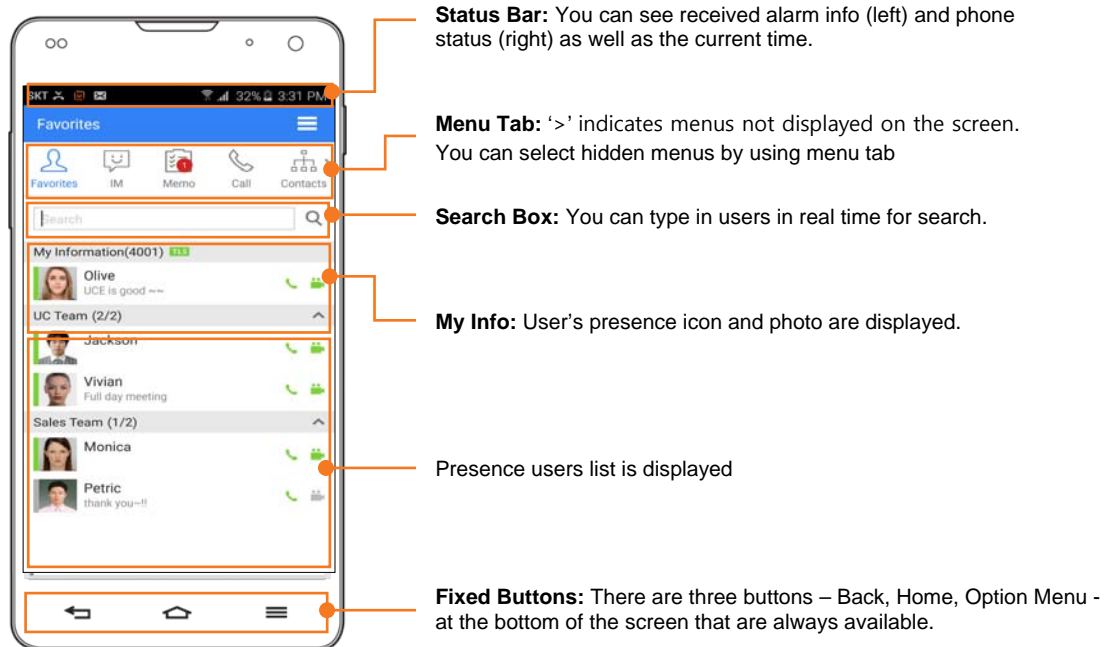 Status Bar: You can see received alarm info (left) and phone
status (right) as well as the current time.
SKT 32% 3:31 PM
Favorites
Menu Tab: ‘>’ indicates menus not displayed on the screen.
You can select hidden menus by using menu tab
1
Favorites IM Memo Call Contacts
Search
Search Box: You can type in users in real time for search.
My Information(4001) TLS
Olive
UCE is good ~~
UC Team (2/2)
My Info: User’s presence icon and photo are displayed.
Jackson
Vivian
Full day meeting
Sales Team (1/2)
Monica
Presence users list is displayed
Petric
thank you~!!
Fixed Buttons: There are three buttons – Back, Home, Option Menu -
at the bottom of the screen that are always available.